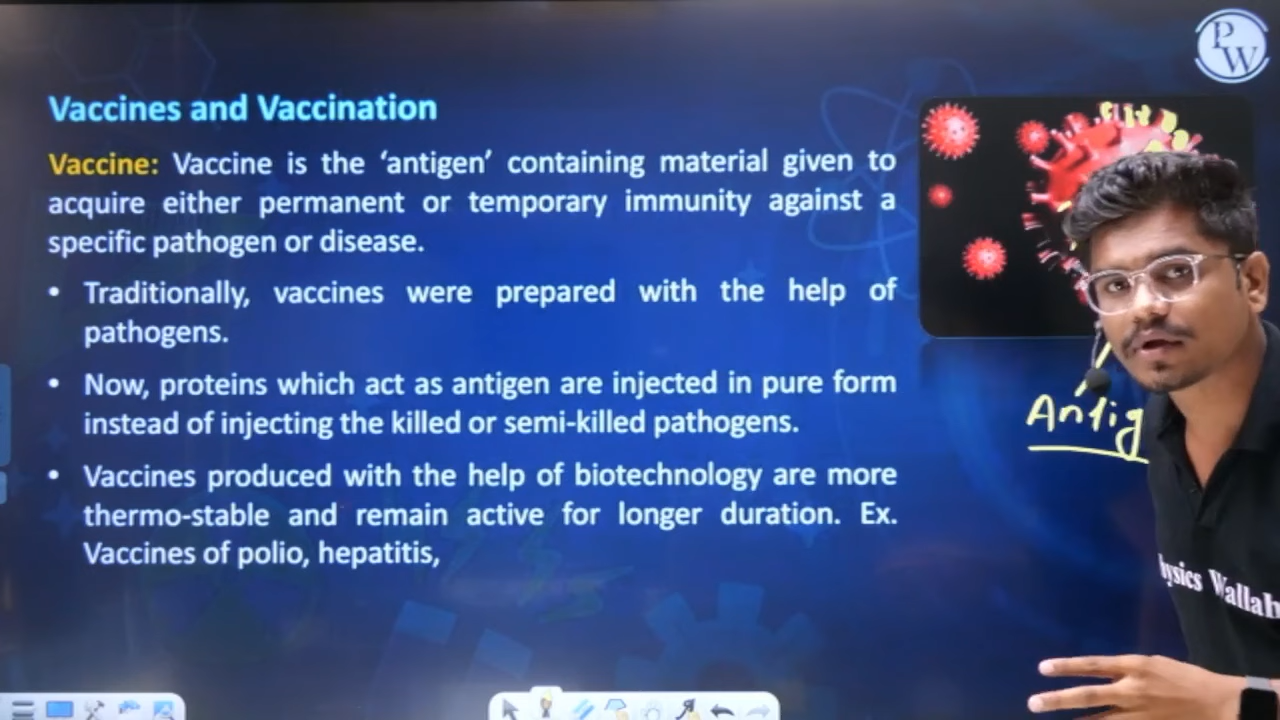 PW
Vaccines and Vaccination
Vaccine: Vaccine is the ‘antigen’ containing material given to
acquire either permanent or temporary immunity against a
specific pathogen or disease.
• Traditionally, vaccines were prepared with the help of
pathogens.
• Now, proteins which act as antigen are injected in pure form
instead of injecting the killed or semi-killed pathogens.
• Vaccines produced with the help of biotechnology are more
thermo-stable and remain active for longer duration. Ex.
Vaccines of polio, hepatitis,
Antig
hysics Wallah